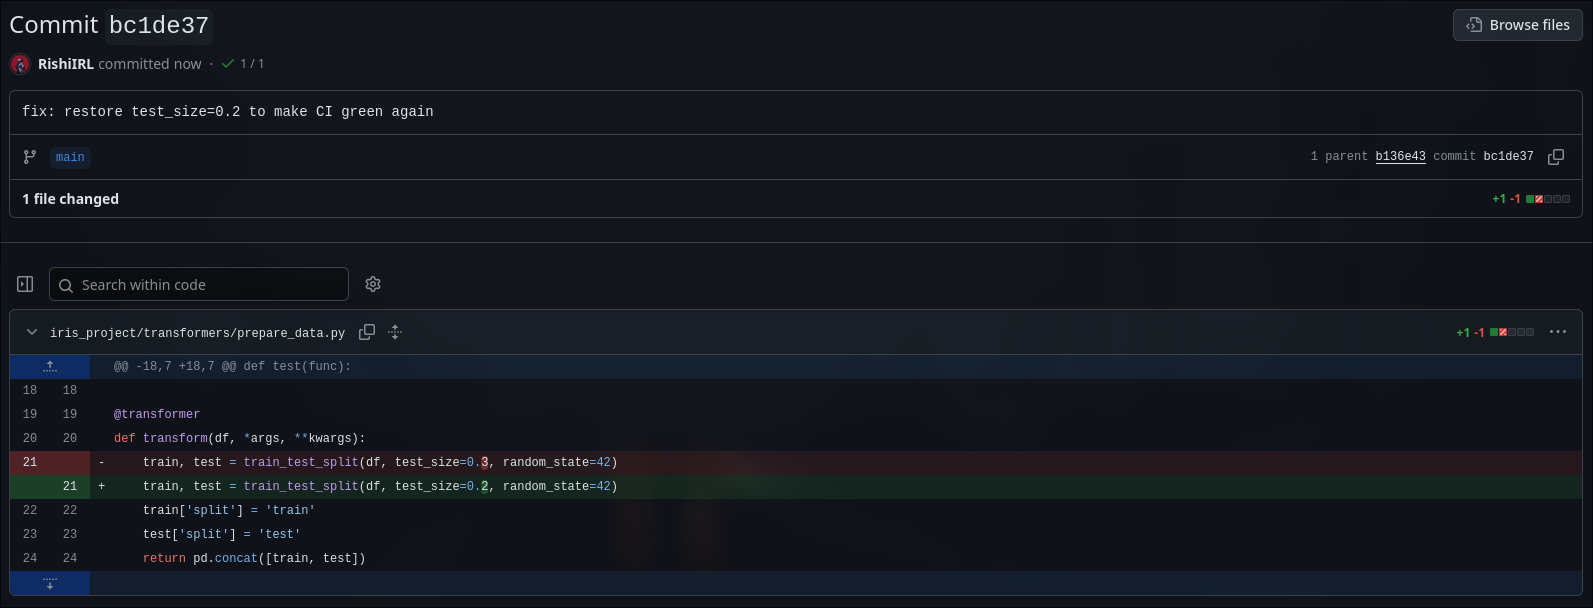 Commit bc1de37
Browse files
RishiIRL committed now · 1 / 1
fix: restore test_size=0.2 to make CI green again
main
1 parent b136e43 commit bc1de37
1 file changed
+1 -1
Search within code
iris_project/transformers/prepare_data.py
+1 -1
@@ -18,7 +18,7 @@ def test(func):
18 18
19 19 @transformer
20 20 def transform(df, *args, **kwargs):
21 - train, test = train_test_split(df, test_size=0.3, random_state=42)
21 + train, test = train_test_split(df, test_size=0.2, random_state=42)
22 22 train['split'] = 'train'
23 23 test['split'] = 'test'
24 24 return pd.concat([train, test])